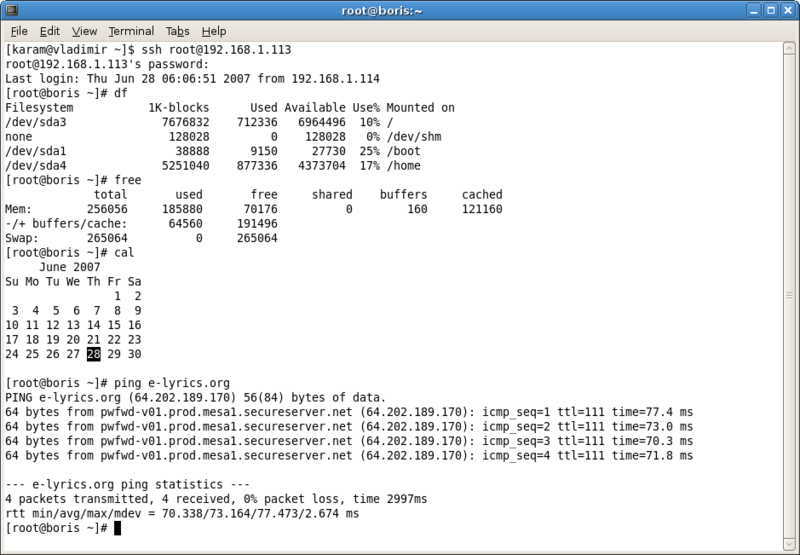 root@boris:~
File Edit View Terminal Tabs Help
[karam@vladimir ~]$ ssh root@192.168.1.113
root@192.168.1.113's password:
Last login: Thu Jun 28 06:06:51 2007 from 192.168.1.114
[root@boris ~]# df
Filesystem           1K-blocks      Used Available Use% Mounted on
/dev/sda3              7676832    712336   6964496  10% /
none                    128028         0    128028   0% /dev/shm
/dev/sda1                38888      9150     27730  25% /boot
/dev/sda4              5251040    877336   4373704  17% /home
[root@boris ~]# free
             total       used       free     shared    buffers     cached
Mem:        256056     185880      70176          0        160     121160
-/+ buffers/cache:      64560     191496
Swap:       265064          0     265064
[root@boris ~]# cal
     June 2007
Su Mo Tu We Th Fr Sa
                1  2
 3  4  5  6  7  8  9
10 11 12 13 14 15 16
17 18 19 20 21 22 23
24 25 26 27 28 29 30
[root@boris ~]# ping e-lyrics.org
PING e-lyrics.org (64.202.189.170) 56(84) bytes of data.
64 bytes from pwfwd-v01.prod.mesa1.secureserver.net (64.202.189.170): icmp_seq=1 ttl=111 time=77.4 ms
64 bytes from pwfwd-v01.prod.mesa1.secureserver.net (64.202.189.170): icmp_seq=2 ttl=111 time=73.0 ms
64 bytes from pwfwd-v01.prod.mesa1.secureserver.net (64.202.189.170): icmp_seq=3 ttl=111 time=70.3 ms
64 bytes from pwfwd-v01.prod.mesa1.secureserver.net (64.202.189.170): icmp_seq=4 ttl=111 time=71.8 ms
--- e-lyrics.org ping statistics ---
4 packets transmitted, 4 received, 0% packet loss, time 2997ms
rtt min/avg/max/mdev = 70.338/73.164/77.473/2.674 ms
[root@boris ~]#